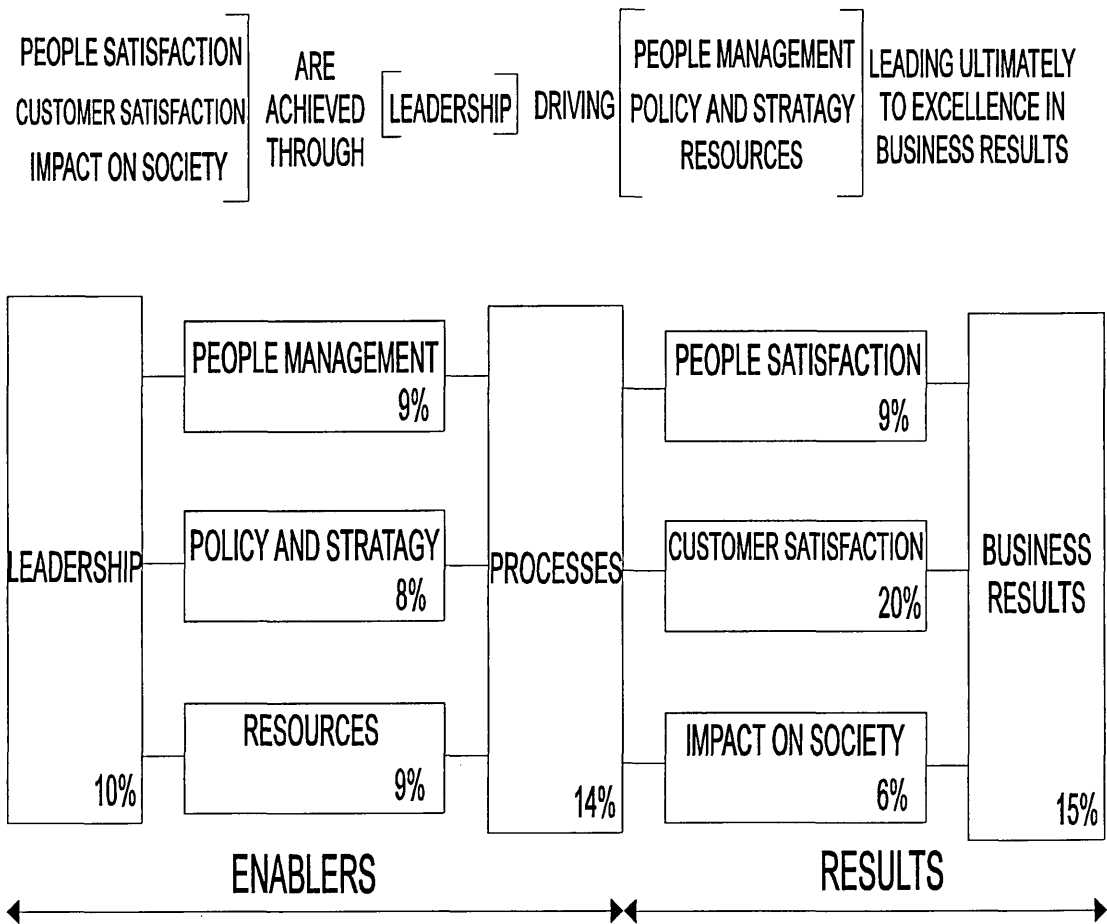 PEOPLE SATISFACTION
CUSTOMER SATISFACTION
IMPACT ON SOCIETY
ARE
ACHIEVED
THROUGH
LEADERSHIP
DRIVING
PEOPLE MANAGEMENT
POLICY AND STRATAGY
RESOURCES
LEADING ULTIMATELY
TO EXCELLENCE IN
BUSINESS RESULTS
LEADERSHIP
10%
PEOPLE MANAGEMENT
9%
POLICY AND STRATAGY
8%
RESOURCES
9%
PROCESSES
14%
PEOPLE SATISFACTION
9%
CUSTOMER SATISFACTION
20%
IMPACT ON SOCIETY
6%
BUSINESS
RESULTS
15%
ENABLERS
RESULTS